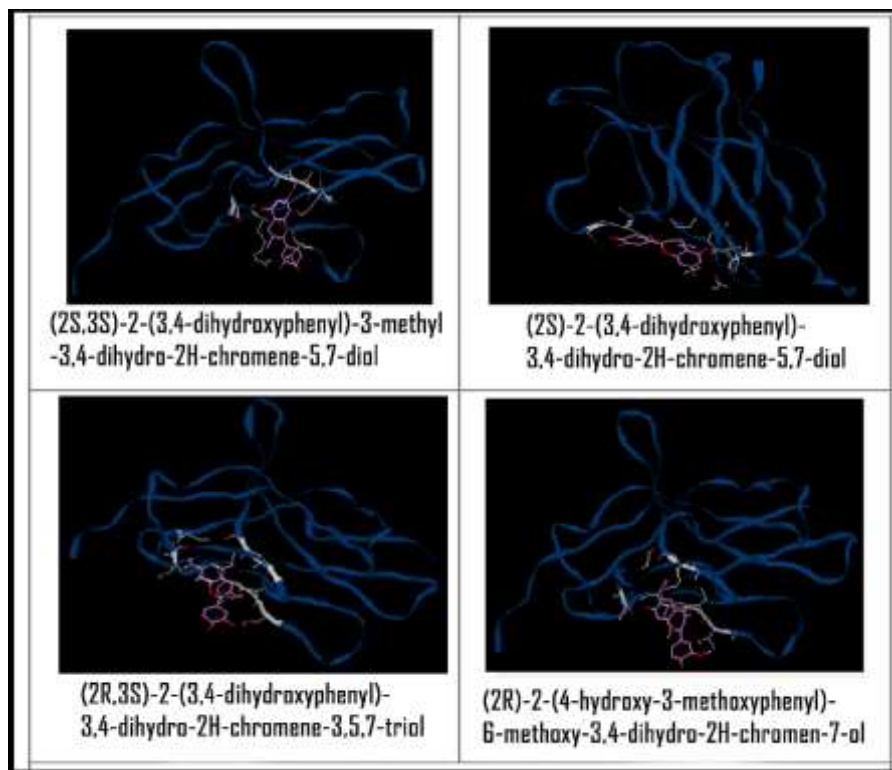 (2S,3S)-2-(3,4-dihydroxyphenyl)-3-methyl
-3,4-dihydro-2H-chromene-5,7-diol
(2S)-2-(3,4-dihydroxyphenyl)-
3,4-dihydro-2H-chromene-5,7-diol
(2R,3S)-2-(3,4-dihydroxyphenyl)-
3,4-dihydro-2H-chromene-3,5,7-triol
(2R)-2-(4-hydroxy-3-methoxyphenyl)-
6-methoxy-3,4-dihydro-2H-chromen-7-ol